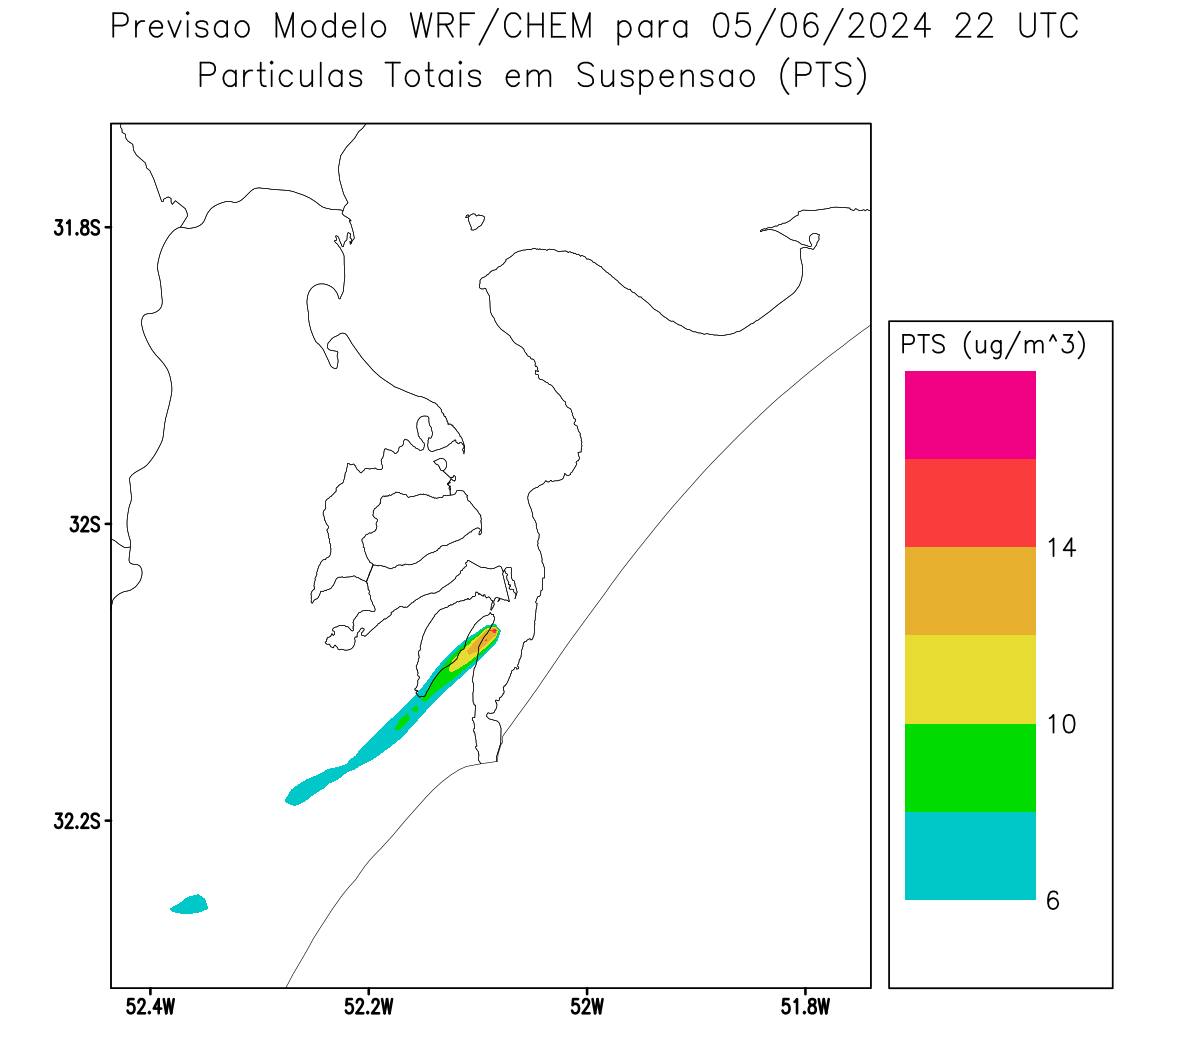 Previsao Modelo WRF/CHEM para 05/06/2024 22 UTC
Particulas Totais em Suspensao (PTS)
31.8S
32S
32.2S
52.4W
52.2W
52W
51.8W
PTS (ug/m^3)
14
10
6